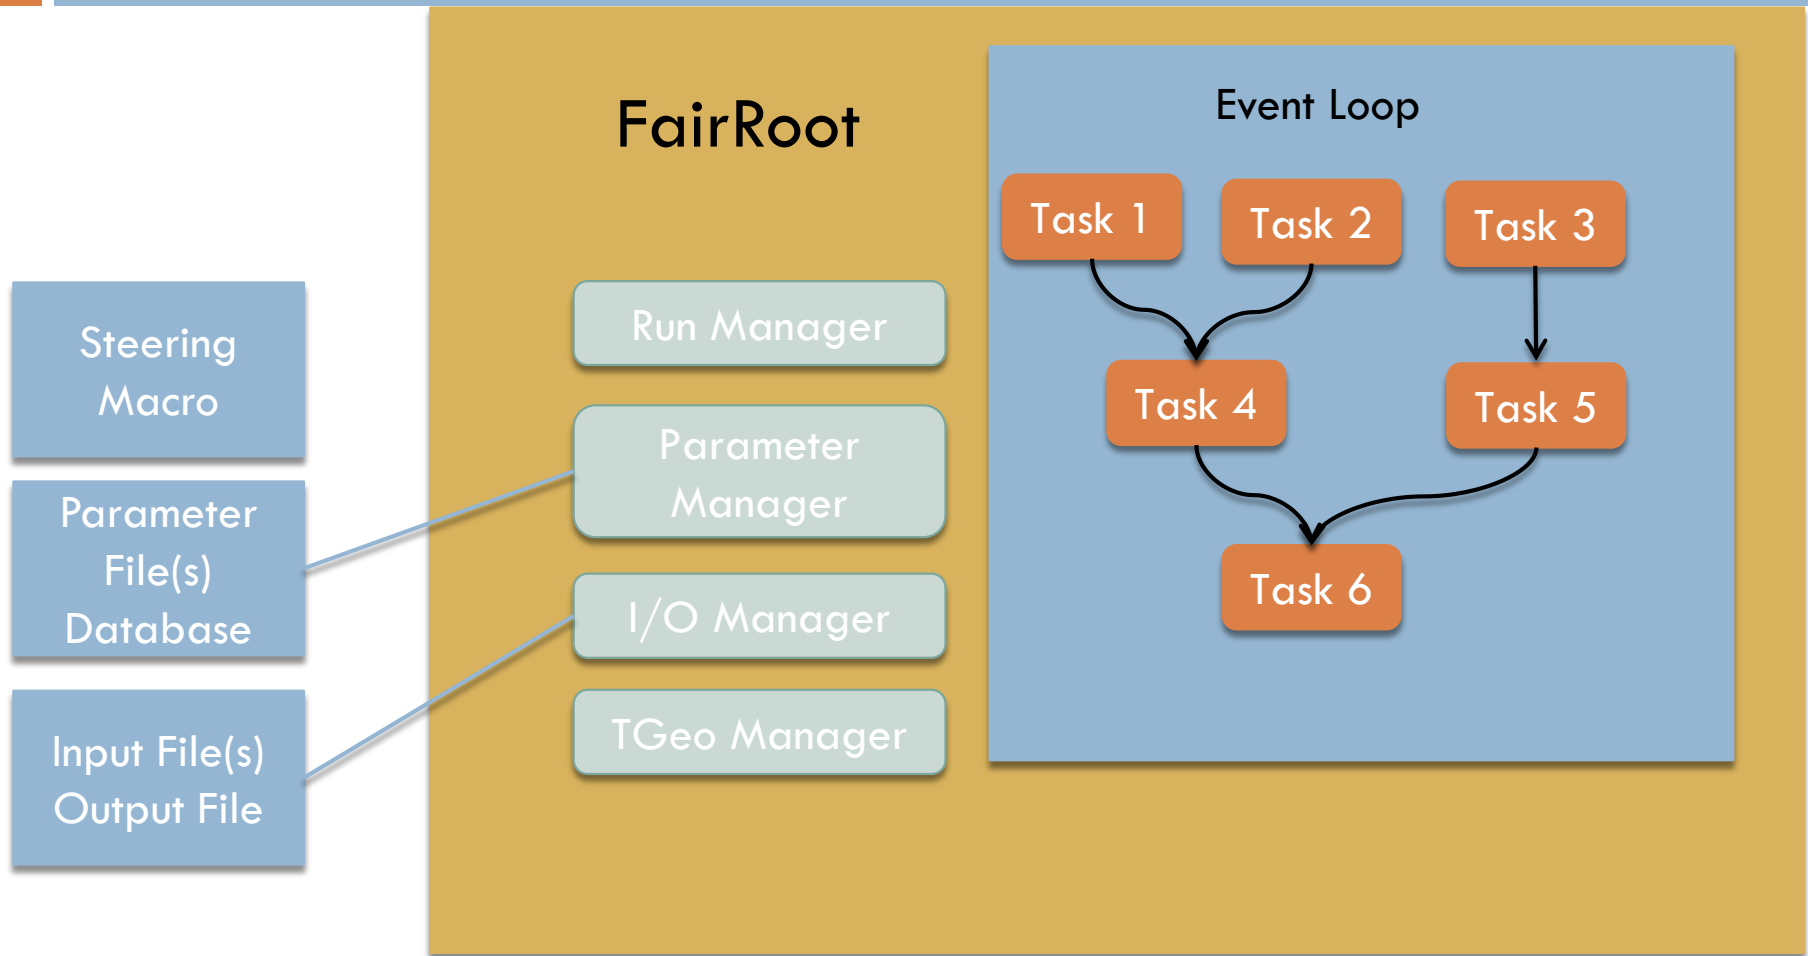 FairRoot
Event Loop
Task 1
Task 2
Task 3
Task 4
Task 5
Task 6
Steering
Macro
Parameter
File(s)
Database
Input File(s)
Output File
Run Manager
Parameter
Manager
I/O Manager
TGeo Manager